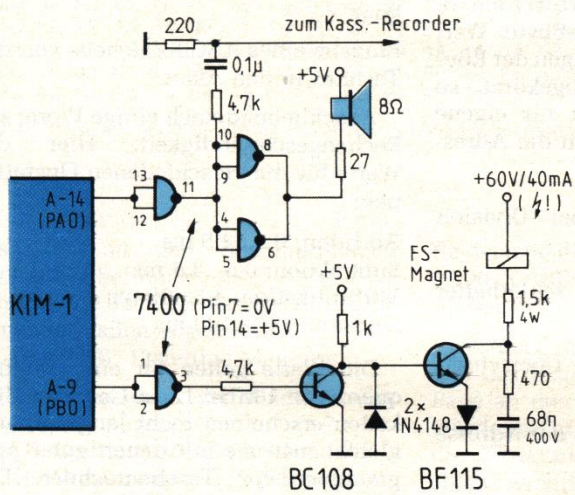 220
zum Kass.-Recorder
0,1µ
+5V
8Ω
4,7k
27
10
8
9
13
11
12
4
6
5
A-14
(PA0)
KIM-1
7400 (Pin7=0V
Pin14=+5V)
A-9
(PB0)
1
3
2
4,7k
+5V
1k
BC108
2×
1N4148
FS-
Magnet
+60V/40mA
(!)
1,5k
4W
470
68n
400V
BF115